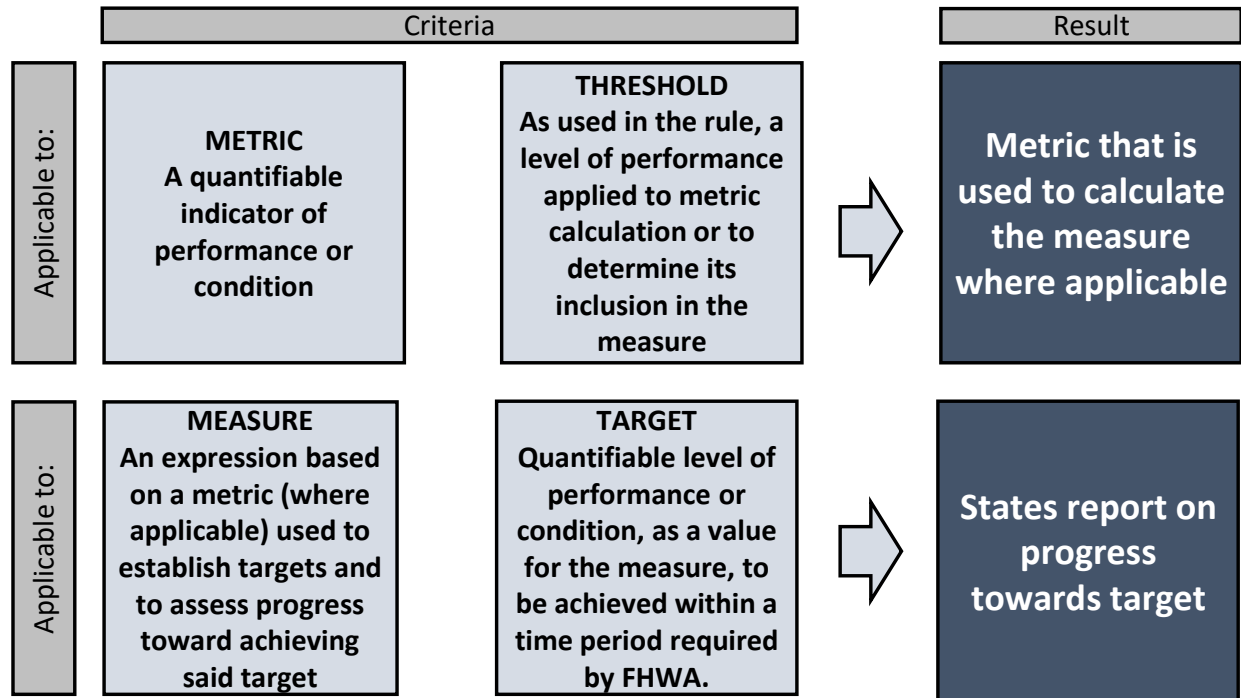 Criteria
Result
Applicable to:
METRIC
A quantifiable
indicator of
performance or
condition
THRESHOLD
As used in the rule, a
level of performance
applied to metric
calculation or to
determine its
inclusion in the
measure
Metric that is
used to calculate
the measure
where applicable
Applicable to:
MEASURE
An expression based
on a metric (where
applicable) used to
establish targets and
to assess progress
toward achieving
said target
TARGET
Quantifiable level of
performance or
condition, as a value
for the measure, to
be achieved within a
time period required
by FHWA.
States report on
progress
towards target